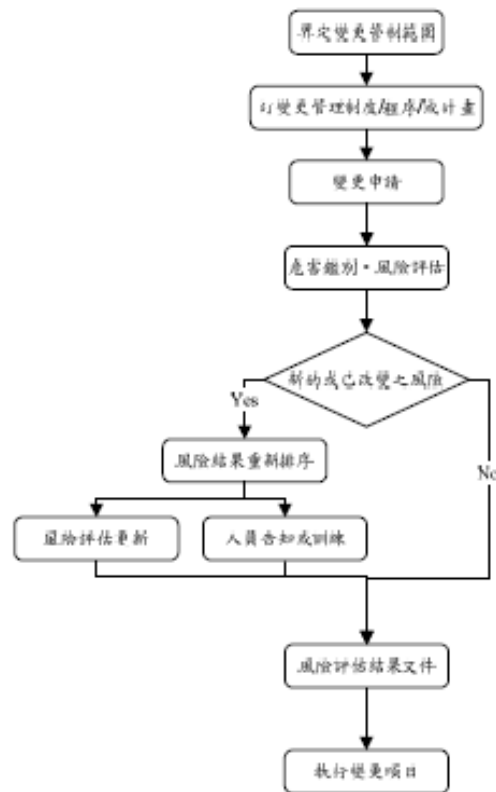 界定變更管制範圍
訂變更管理制度/程序/或計畫
變更申請
危害鑑別、風險評估
新的或已改變之風險
Yes
No
風險結果重新排序
風險評估更新
人員告知或訓練
風險評估結果文件
執行變更項目